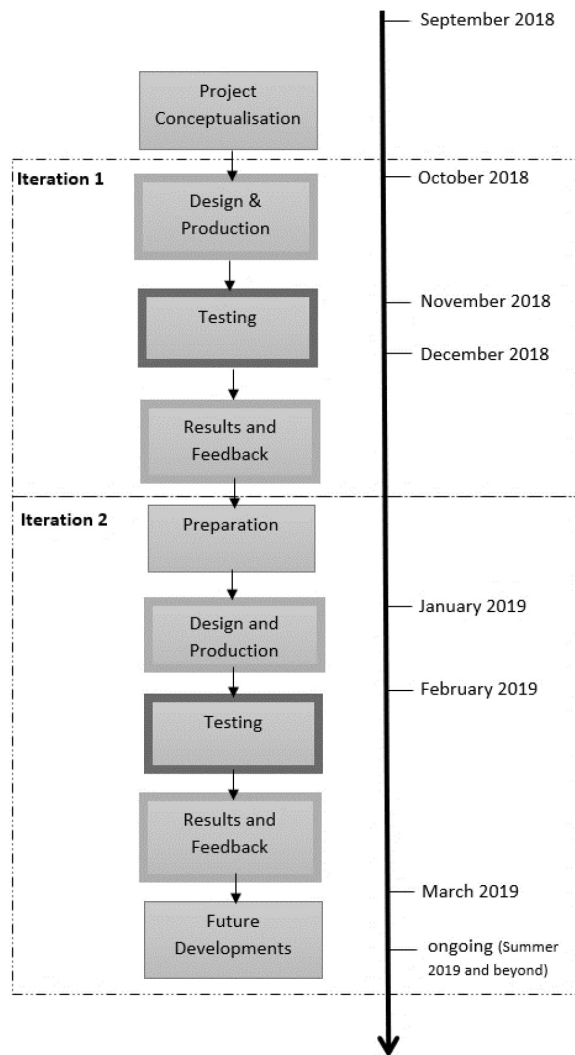 September 2018
Project
Conceptualisation
Iteration 1
October 2018
Design &
Production
November 2018
Testing
December 2018
Results and
Feedback
Iteration 2
Preparation
January 2019
Design and
Production
February 2019
Testing
Results and
Feedback
March 2019
Future
Developments
ongoing (Summer
2019 and beyond)